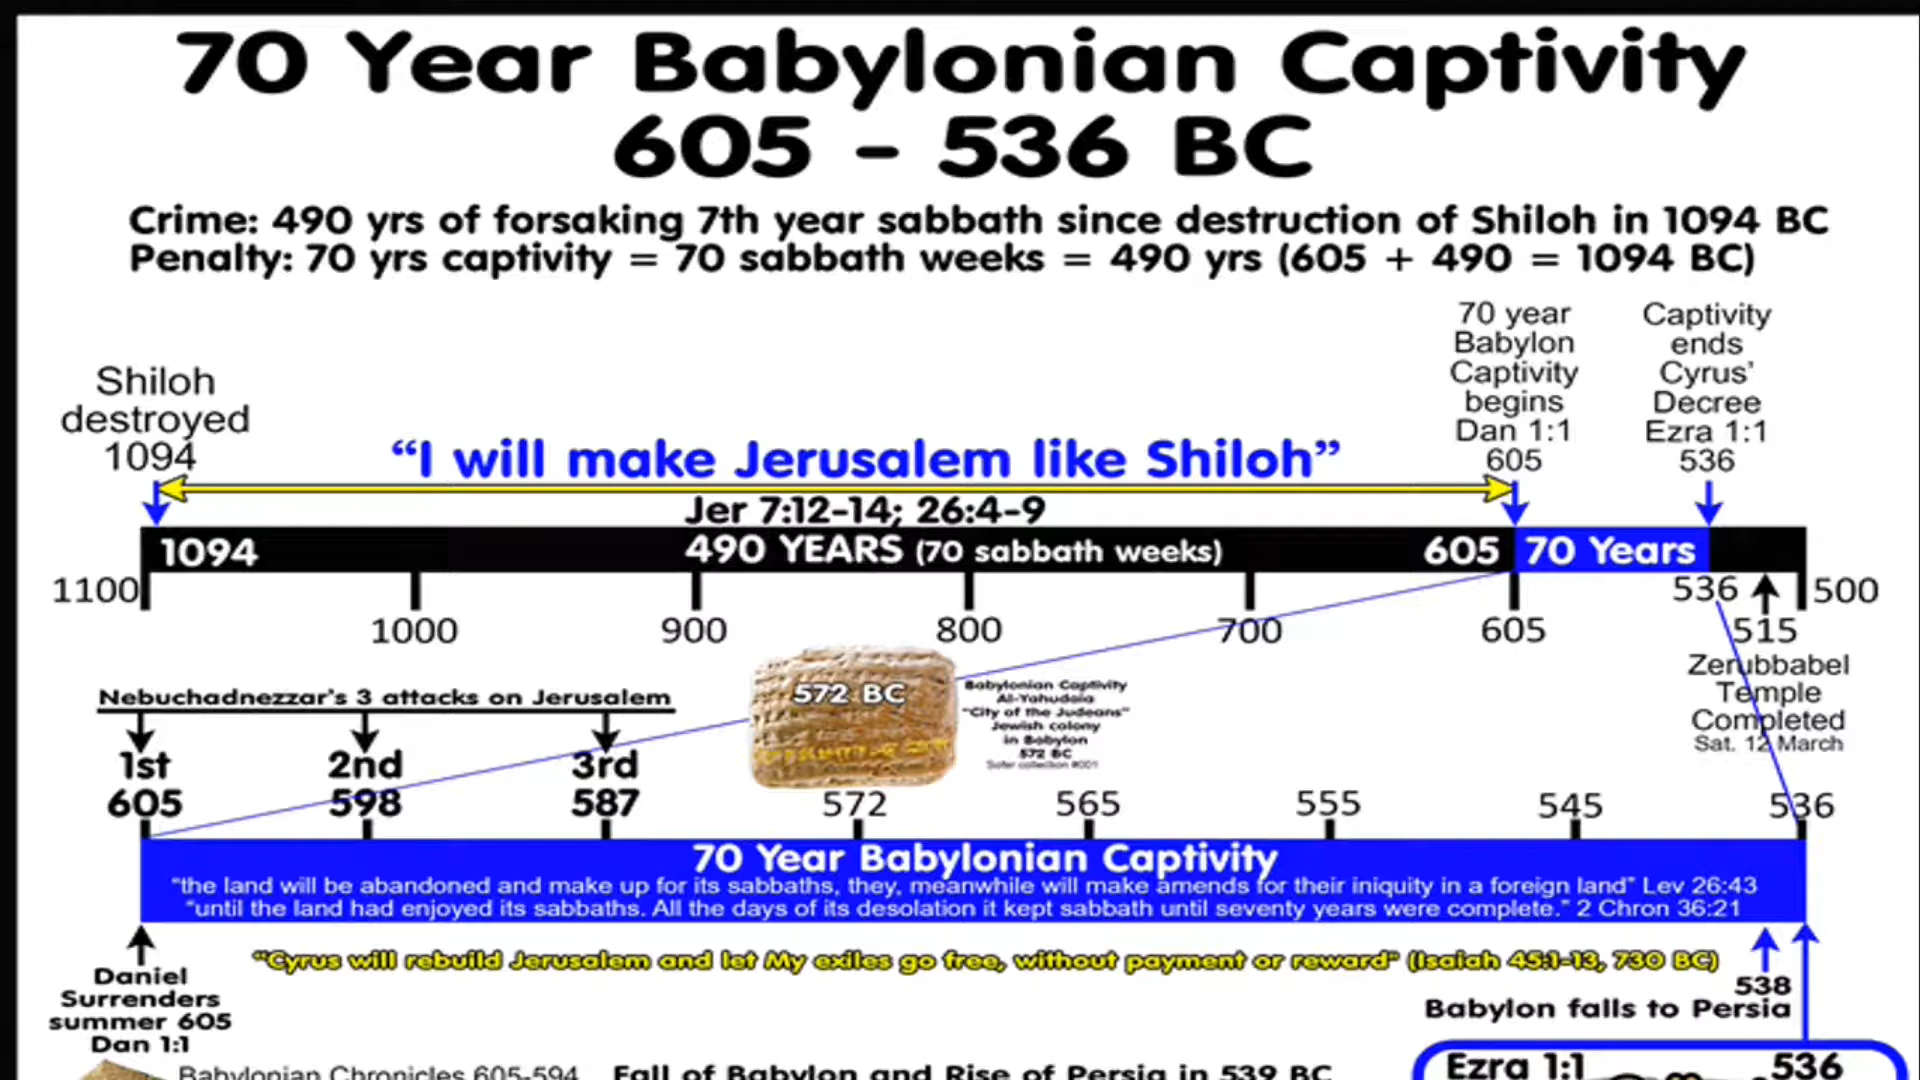 70 Year Babylonian Captivity
605 - 536 BC
Crime: 490 yrs of forsaking 7th year sabbath since destruction of Shiloh in 1094 BC
Penalty: 70 yrs captivity = 70 sabbath weeks = 490 yrs (605 + 490 = 1094 BC)
Shiloh
destroyed
1094
70 year
Babylon
Captivity
begins
Dan 1:1
605
Captivity
ends
Cyrus'
Decree
Ezra 1:1
536
“I will make Jerusalem like Shiloh”
Jer 7:12-14; 26:4-9
1094 490 YEARS (70 sabbath weeks) 605 70 Years
1100 1000 900 800 700 605 536 515 500
Zerubbabel
Temple
Completed
Sat. 12 March
Nebuchadnezzar's 3 attacks on Jerusalem
1st 2nd 3rd
605 598 587 572 565 555 545 536
572 BC
Babylonian Captivity
Al-Yahudaia
"City of the Judeans"
Jewish colony
in Babylon
572 BC
Sofer collection #001
70 Year Babylonian Captivity
"the land will be abandoned and make up for its sabbaths, they, meanwhile will make amends for their iniquity in a foreign land" Lev 26:43
"until the land had enjoyed its sabbaths. All the days of its desolation it kept sabbath until seventy years were complete." 2 Chron 36:21
Daniel
Surrenders
summer 605
Dan 1:1
"Cyrus will rebuild Jerusalem and let My exiles go free, without payment or reward" (Isaiah 45:1-13, 730 BC)
538
Babylon falls to Persia
Babylonian Chronicles 605-594
Fall of Babylon and Rise of Persia in 539 BC
Ezra 1:1 536